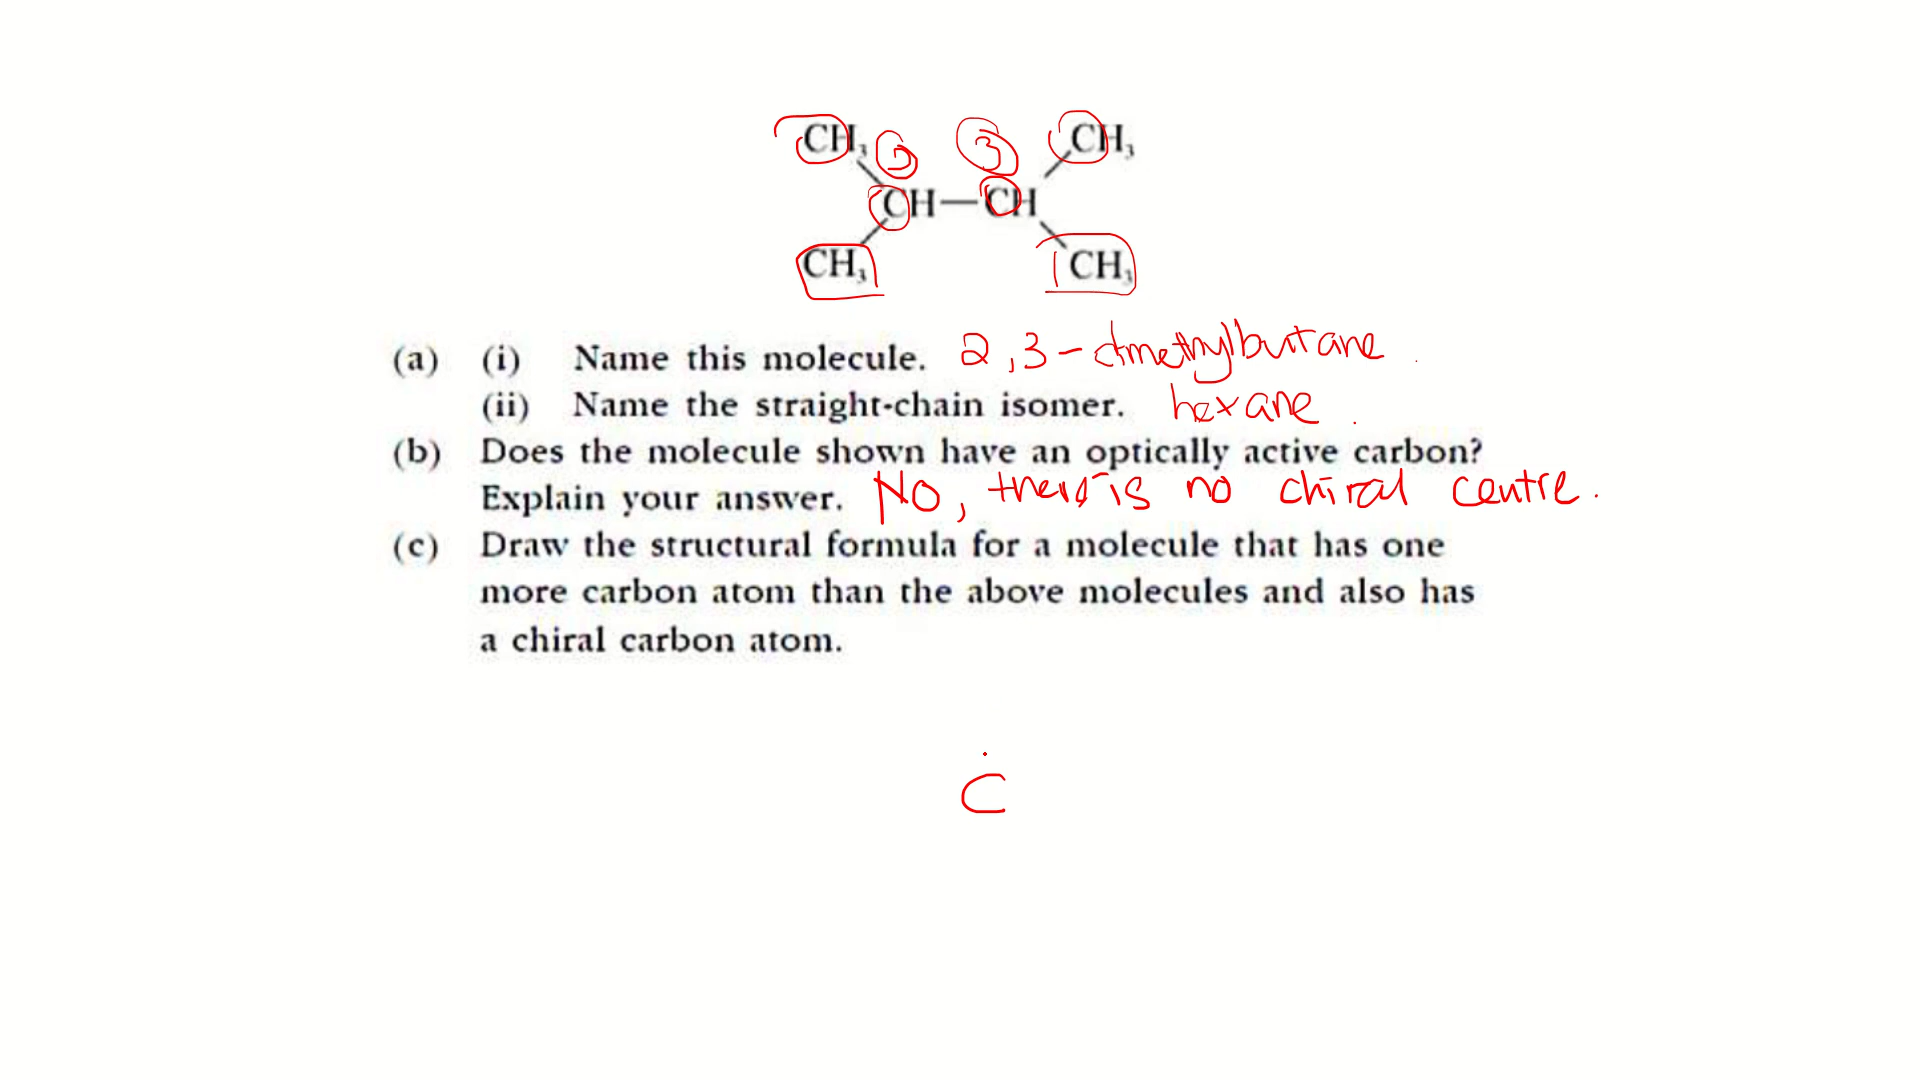 CH₃ 2 3 CH₃
CH—CH
CH₃ CH₃
(a) (i) Name this molecule. 2,3-dimethylbutane.
(ii) Name the straight-chain isomer. hexane.
(b) Does the molecule shown have an optically active carbon?
Explain your answer. No, there is no chiral centre.
(c) Draw the structural formula for a molecule that has one
more carbon atom than the above molecules and also has
a chiral carbon atom.
C